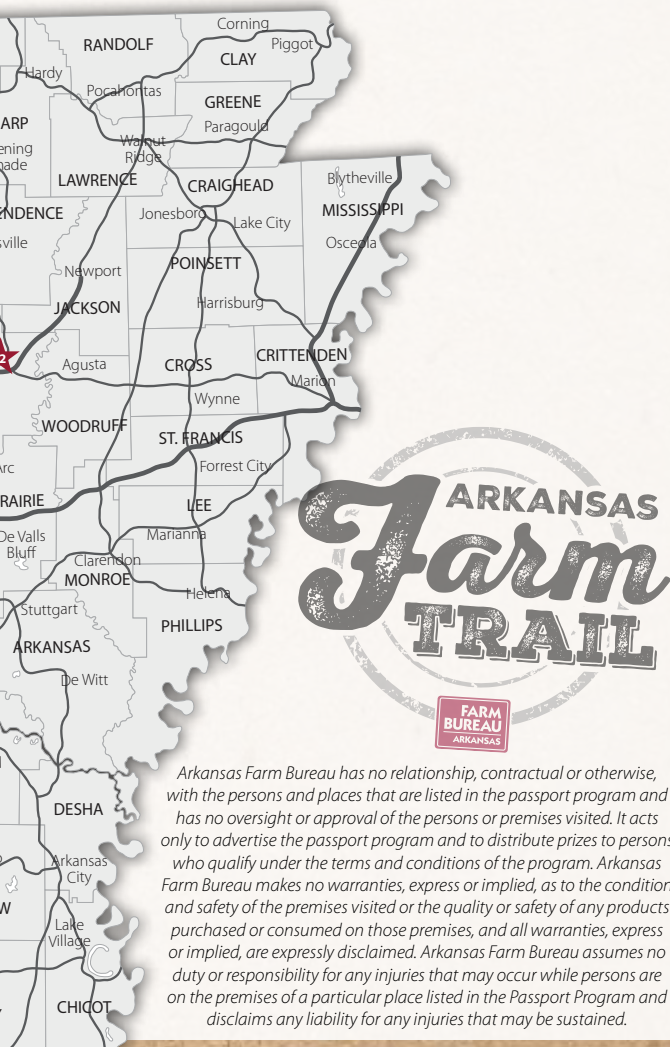 Corning
RANDOLF
Piggot
CLAY
Hardy
Pocahontas
GREENE
ARP
Paragould
Walnut
Ridge
ening
nade
LAWRENCE
CRAIGHEAD
Blytheville
ENDENCE
Jonesboro
MISSISSIPPI
Lake City
sville
Osceola
POINSETT
Newport
Harrisburg
JACKSON
2
CRITTENDEN
Agusta
CROSS
Marion
Wynne
WOODRUFF
ST. FRANCIS
Arc
Forrest City
RAIRIE
LEE
De Valls
Bluff
Marianna
Clarendon
MONROE
Helena
Stuttgart
PHILLIPS
ARKANSAS
De Witt
DESHA
Arkansas
City
W
Lake
Village
CHICOT
ARKANSAS
Farm
TRAIL
FARM
BUREAU
ARKANSAS
Arkansas Farm Bureau has no relationship, contractual or otherwise,
with the persons and places that are listed in the passport program and
has no oversight or approval of the persons or premises visited. It acts
only to advertise the passport program and to distribute prizes to persons
who qualify under the terms and conditions of the program. Arkansas
Farm Bureau makes no warranties, express or implied, as to the condition
and safety of the premises visited or the quality or safety of any products
purchased or consumed on those premises, and all warranties, express
or implied, are expressly disclaimed. Arkansas Farm Bureau assumes no
duty or responsibility for any injuries that may occur while persons are
on the premises of a particular place listed in the Passport Program and
disclaims any liability for any injuries that may be sustained.